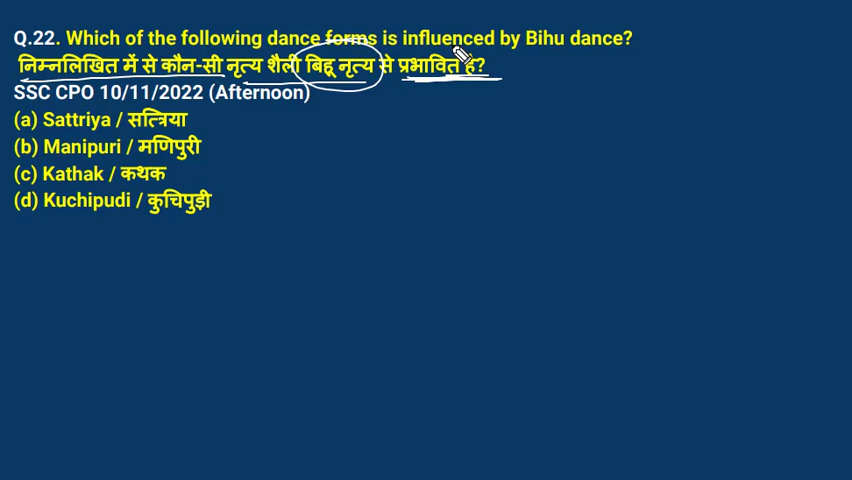 Q.22. Which of the following dance forms is influenced by Bihu dance?
निम्नलिखित में से कौन-सी नृत्य शैली बिहू नृत्य से प्रभावित है?
SSC CPO 10/11/2022 (Afternoon)
(a) Sattriya / सत्त्रिया
(b) Manipuri / मणिपुरी
(c) Kathak / कथक
(d) Kuchipudi / कुचिपुड़ी